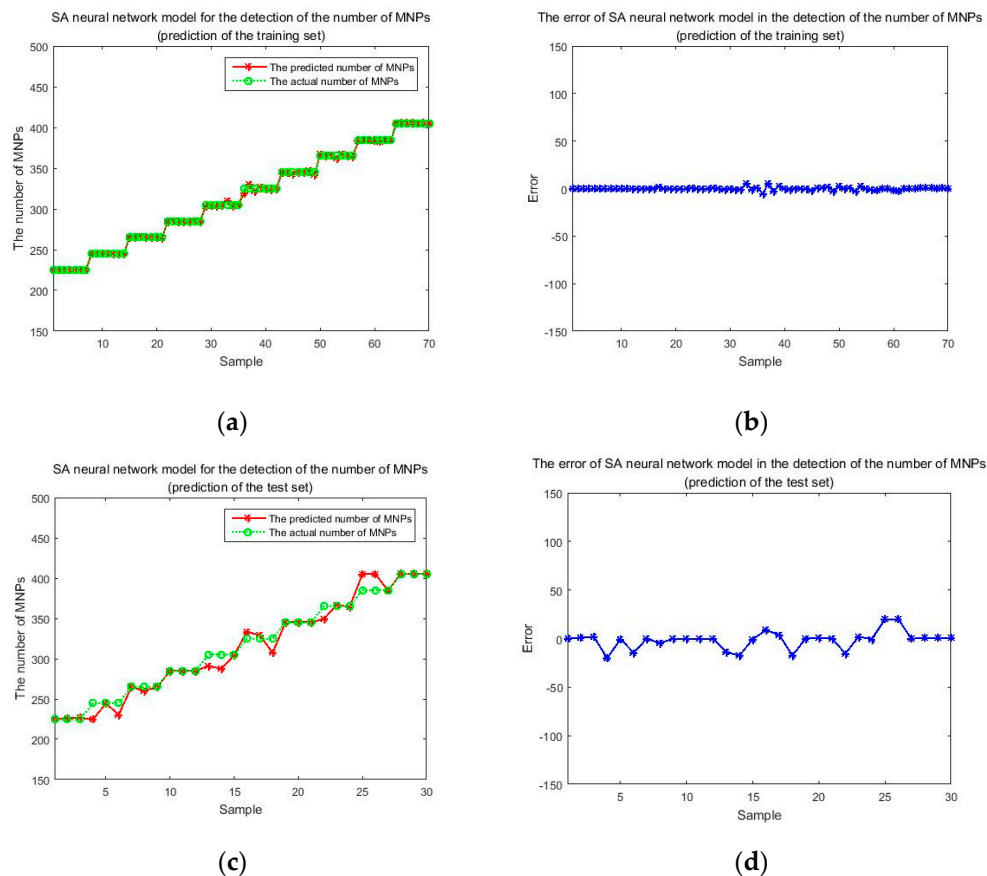 SA neural network model for the detection of the number of MNPs
(prediction of the training set)
500
450
400
350
300
250
200
150
The number of MNPs
The predicted number of MNPs
The actual number of MNPs
10 20 30 40 50 60 70
Sample
(a)
The error of SA neural network model in the detection of the number of MNPs
(prediction of the training set)
150
100
50
0
-50
-100
-150
Error
10 20 30 40 50 60 70
Sample
(b)
SA neural network model for the detection of the number of MNPs
(prediction of the test set)
500
450
400
350
300
250
200
150
The number of MNPs
The predicted number of MNPs
The actual number of MNPs
5 10 15 20 25 30
Sample
(c)
The error of SA neural network model in the detection of the number of MNPs
(prediction of the test set)
150
100
50
0
-50
-100
-150
Error
5 10 15 20 25 30
Sample
(d)